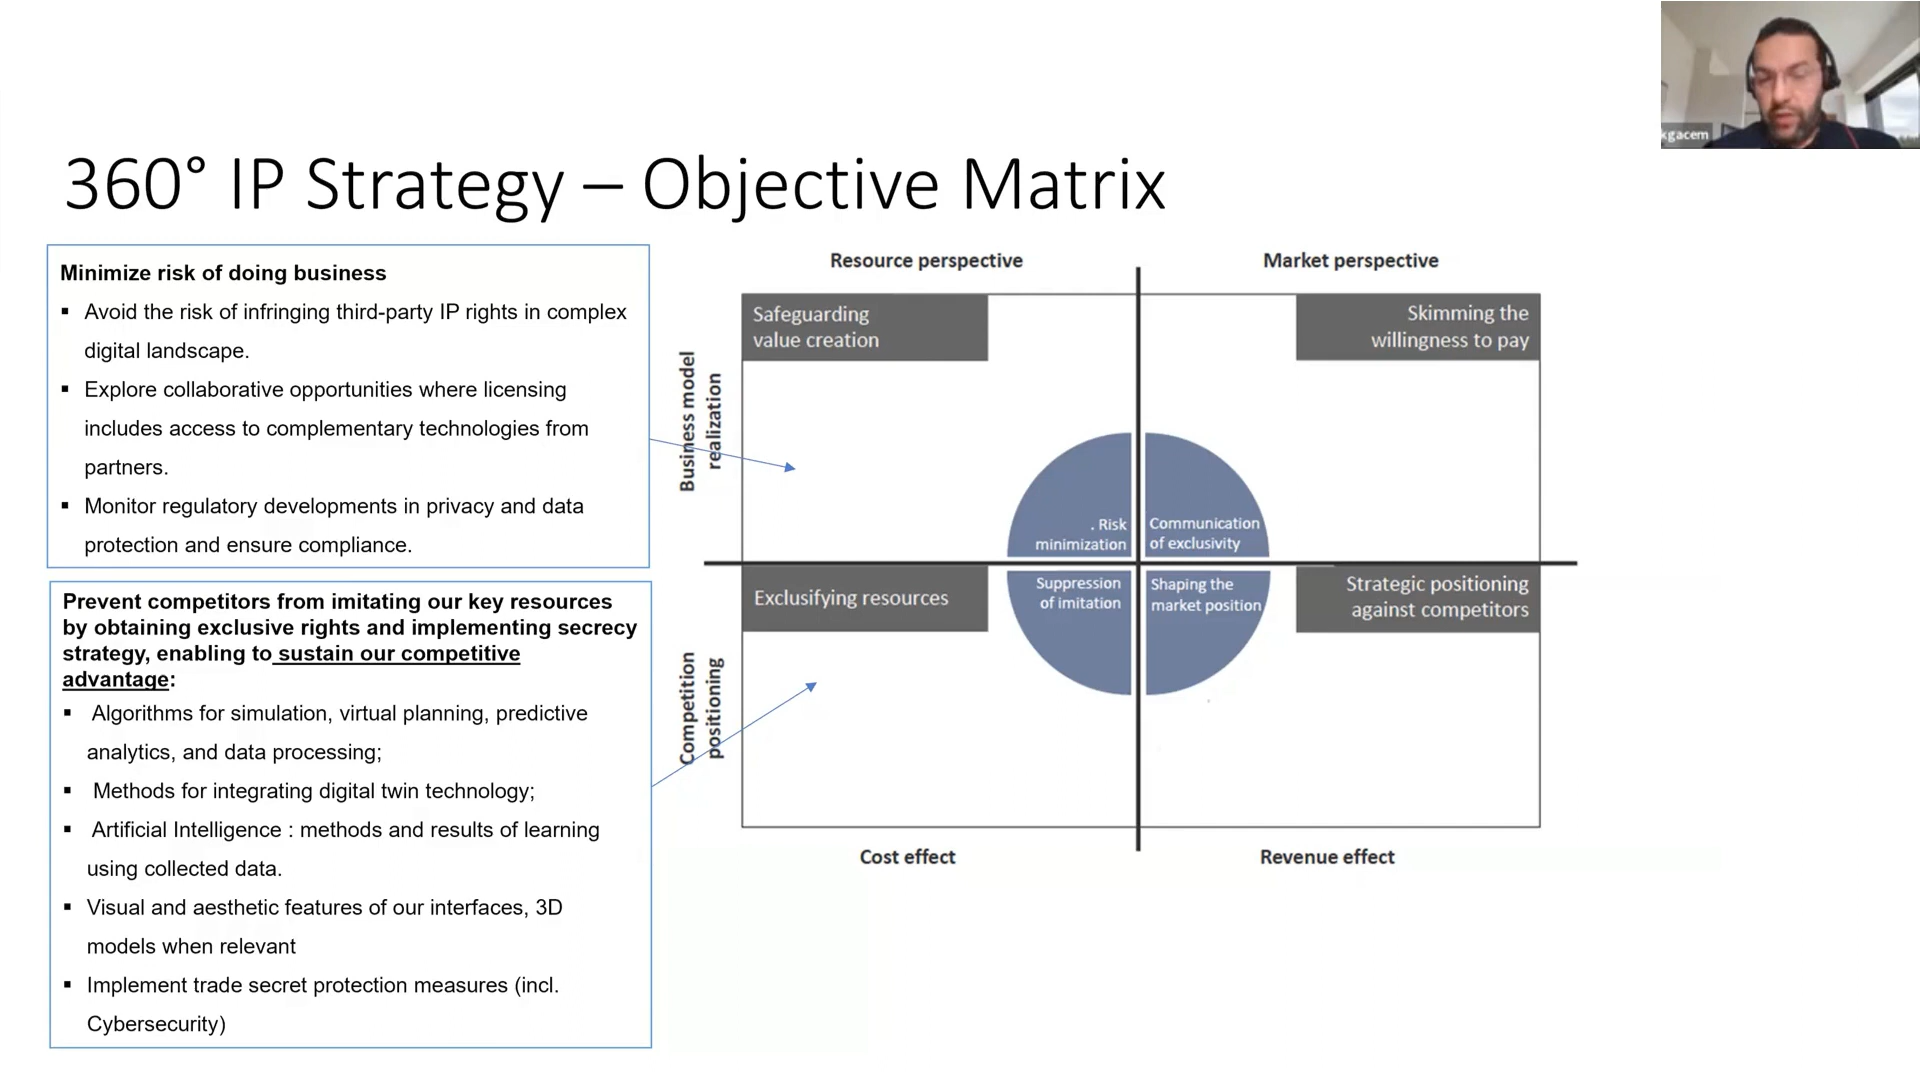 kgacem
360° IP Strategy – Objective Matrix
Minimize risk of doing business
▪ Avoid the risk of infringing third-party IP rights in complex
digital landscape.
▪ Explore collaborative opportunities where licensing
includes access to complementary technologies from
partners.
▪ Monitor regulatory developments in privacy and data
protection and ensure compliance.
Prevent competitors from imitating our key resources
by obtaining exclusive rights and implementing secrecy
strategy, enabling to sustain our competitive
advantage:
▪ Algorithms for simulation, virtual planning, predictive
analytics, and data processing;
▪ Methods for integrating digital twin technology;
▪ Artificial Intelligence : methods and results of learning
using collected data.
▪ Visual and aesthetic features of our interfaces, 3D
models when relevant
▪ Implement trade secret protection measures (incl.
Cybersecurity)
Resource perspective
Market perspective
Business model
realization
Safeguarding
value creation
Skimming the
willingness to pay
. Risk
minimization
Communication
of exclusivity
Competition
positioning
Exclusifying resources
Suppression
of imitation
Shaping the
market position
Strategic positioning
against competitors
Cost effect
Revenue effect